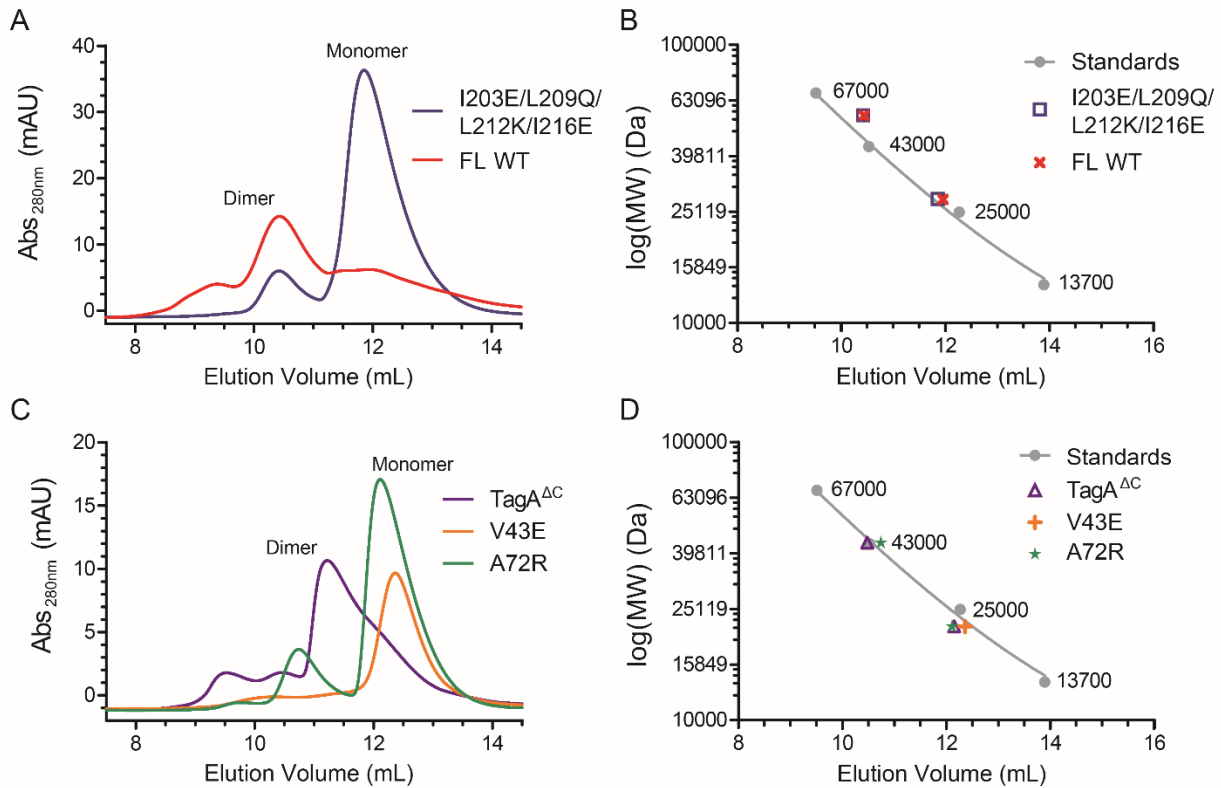 A
Abs280nm (mAU)
40
30
20
10
0
8
10
12
14
Elution Volume (mL)
Dimer
Monomer
I203E/L209Q/
L212K/I216E
FL WT
B
log(MW) (Da)
100000
63096
39811
25119
15849
10000
8
10
12
14
16
Elution Volume (mL)
67000
43000
25000
13700
Standards
I203E/L209Q/
L212K/I216E
FL WT
C
Abs280nm (mAU)
20
15
10
5
0
8
10
12
14
Elution Volume (mL)
Dimer
Monomer
TagAΔC
V43E
A72R
D
log(MW) (Da)
100000
63096
39811
25119
15849
10000
8
10
12
14
16
Elution Volume (mL)
67000
43000
25000
13700
Standards
TagAΔC
V43E
A72R